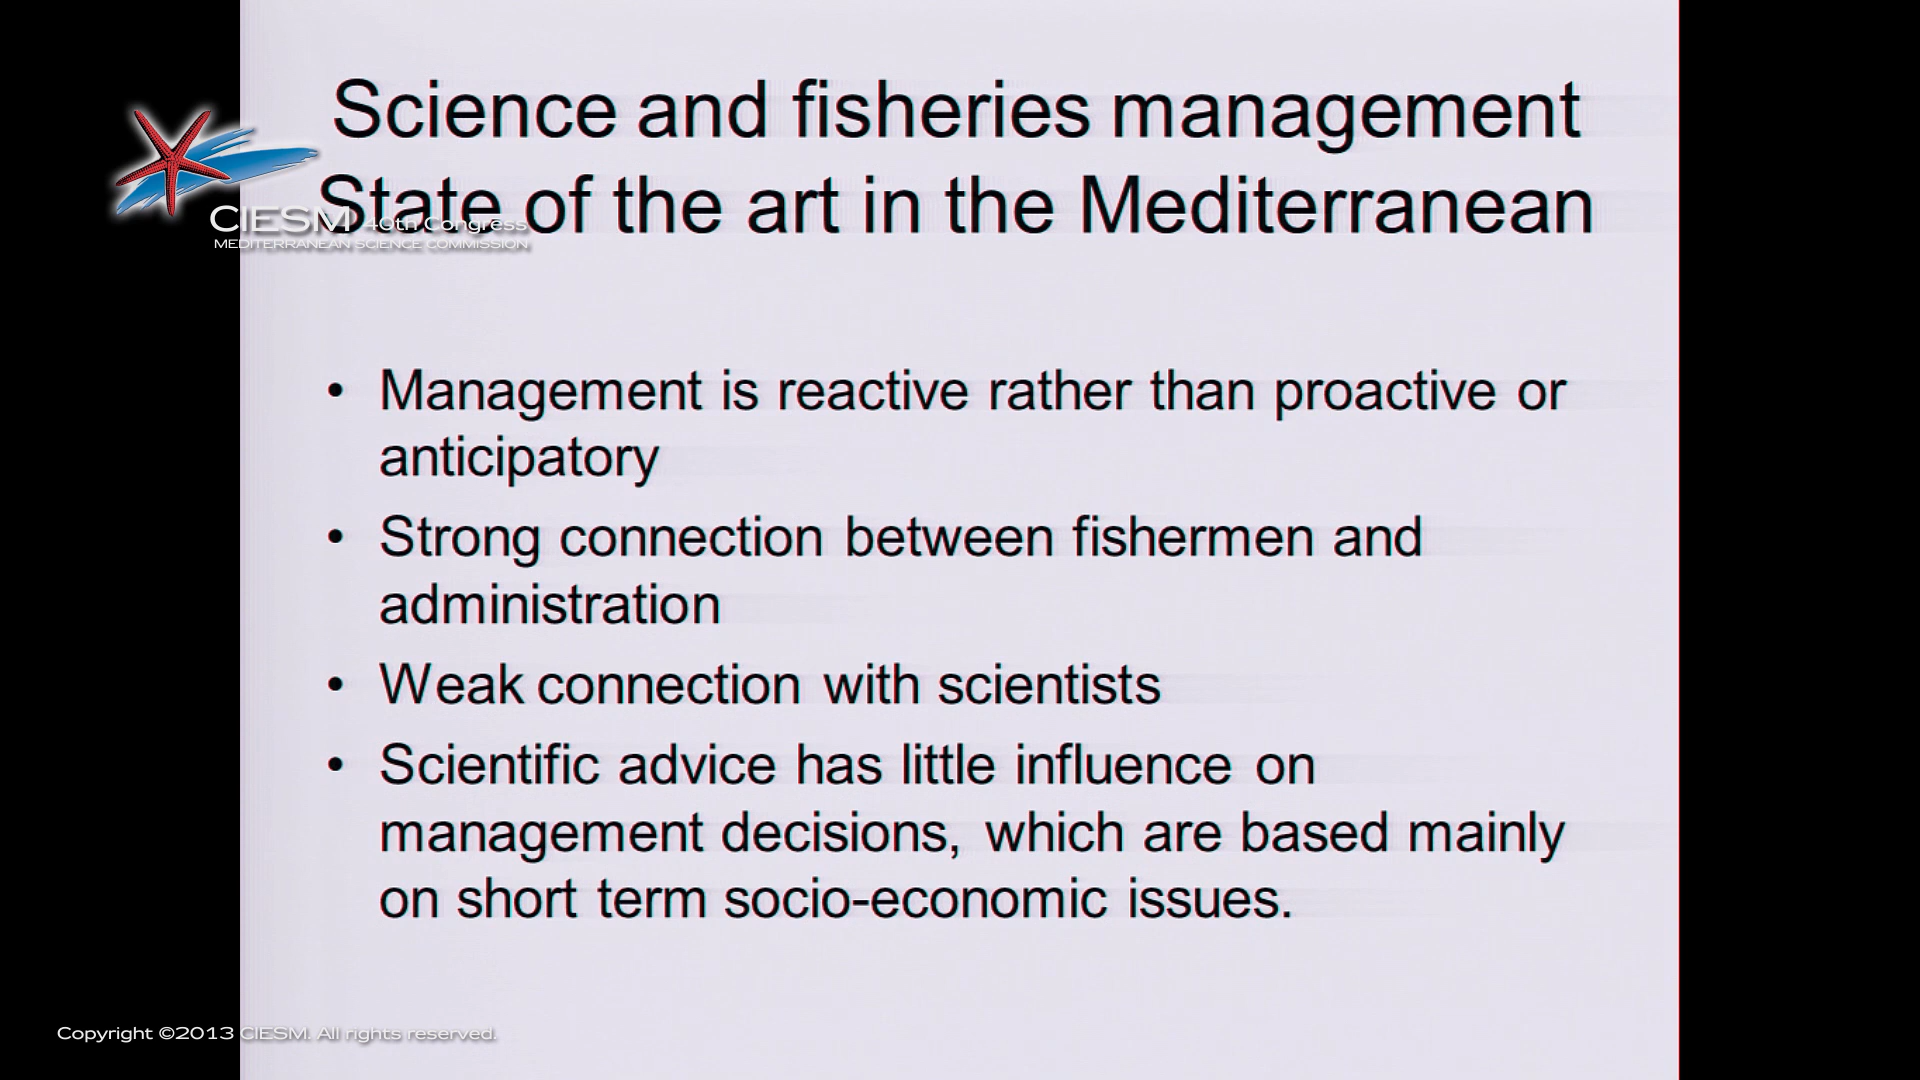 Science and fisheries management
State of the art in the Mediterranean
CIESM 40th Congress
MEDITERRANEAN SCIENCE COMMISSION
• Management is reactive rather than proactive or
anticipatory
• Strong connection between fishermen and
administration
• Weak connection with scientists
• Scientific advice has little influence on
management decisions, which are based mainly
on short term socio-economic issues.
Copyright ©2013 CIESM. All rights reserved.